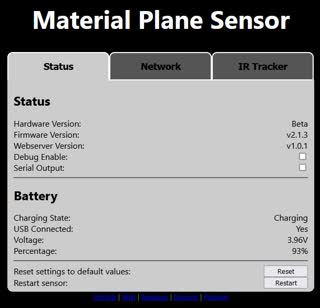 Material Plane Sensor
Status
Network
IR Tracker
Status
Hardware Version: Beta
Firmware Version: v2.1.3
Webserver Version: v1.0.1
Debug Enable:
Serial Output:
Battery
Charging State: Charging
USB Connected: Yes
Voltage: 3.96V
Percentage: 93%
Reset settings to default values: Reset
Restart sensor: Restart